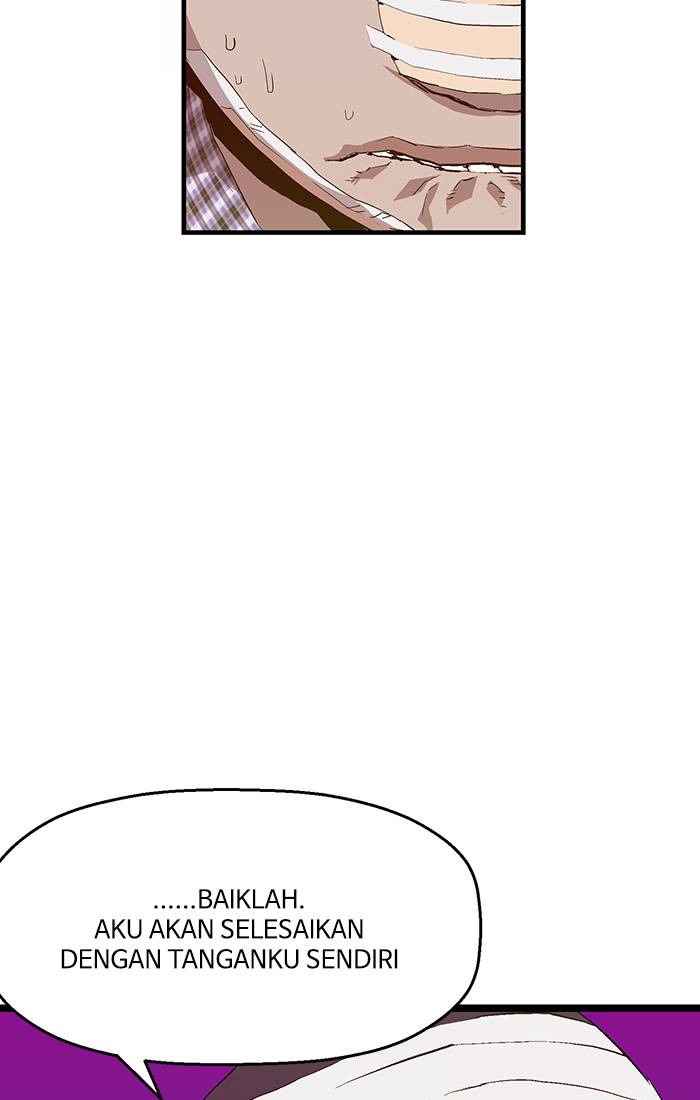 ......BAIKLAH.
AKU AKAN SELESAIKAN
DENGAN TANGANKU SENDIRI